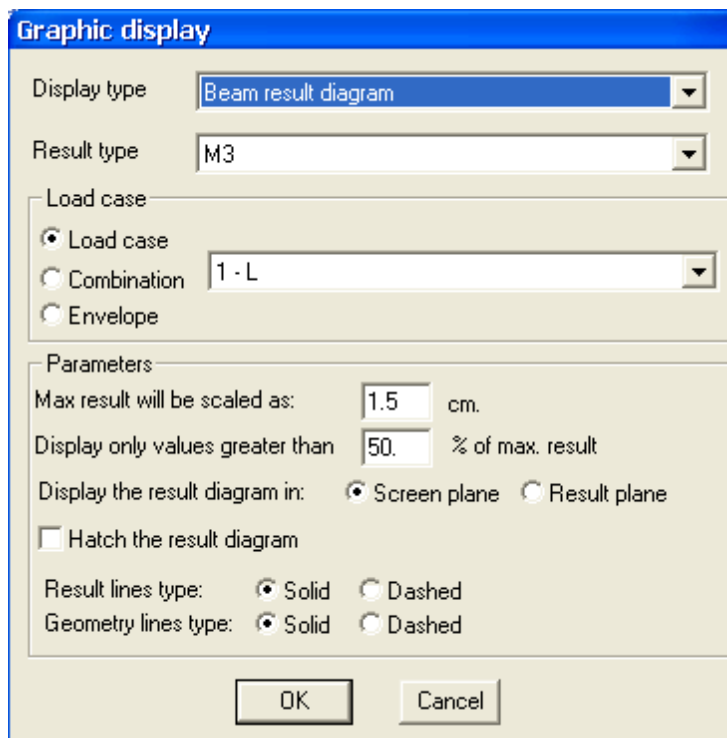 Graphic display
Display type Beam result diagram
Result type M3
Load case
Load case
Combination 1 - L
Envelope
Parameters
Max result will be scaled as: 1.5 cm.
Display only values greater than 50. % of max. result
Display the result diagram in: Screen plane Result plane
Hatch the result diagram
Result lines type: Solid Dashed
Geometry lines type: Solid Dashed
OK Cancel